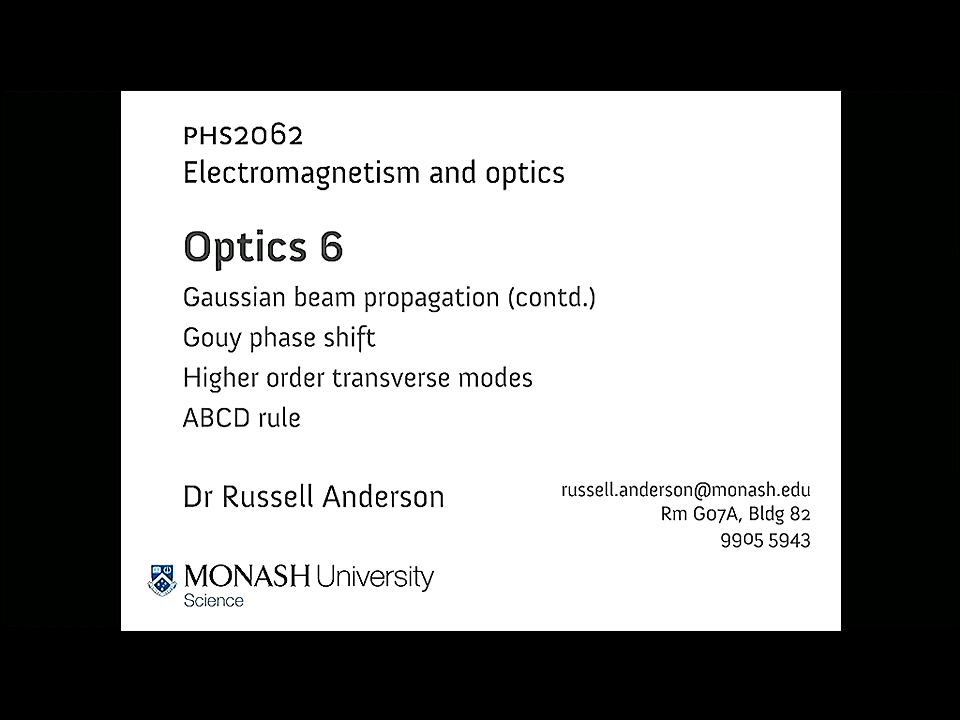 PHS2062
Electromagnetism and optics
Optics 6
Gaussian beam propagation (contd.)
Gouy phase shift
Higher order transverse modes
ABCD rule
Dr Russell Anderson
russell.anderson@monash.edu
Rm G07A, Bldg 82
9905 5943
MONASH University
Science